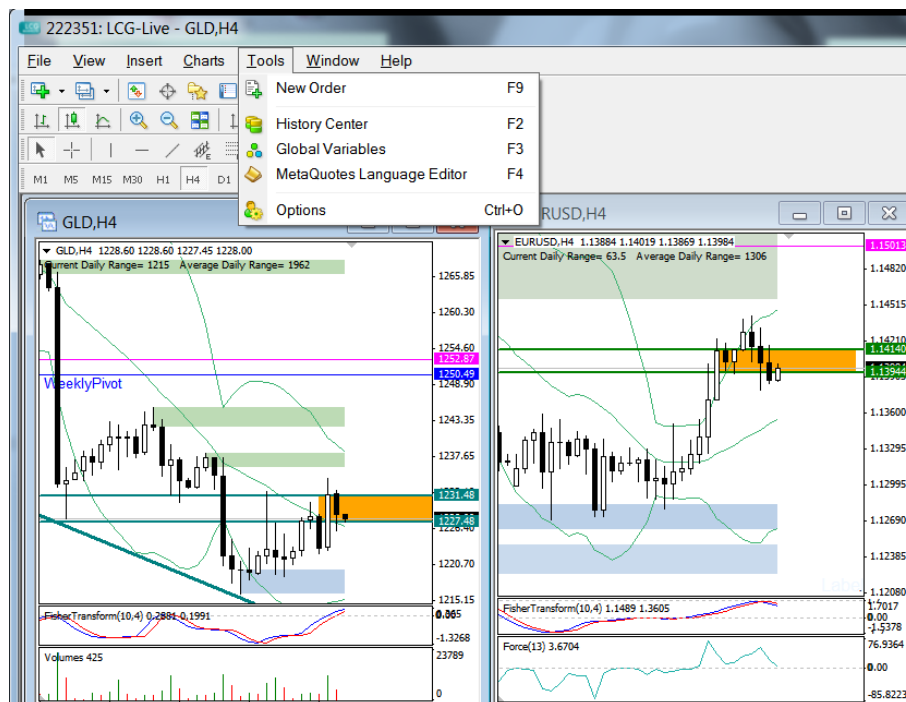 222351: LCG-Live - GLD,H4
File View Insert Charts Tools Window Help
New Order F9
History Center F2
Global Variables F3
MetaQuotes Language Editor F4
Options Ctrl+O
M1 M5 M15 M30 H1 H4 D1
GLD,H4
GLD,H4 1228.60 1228.60 1227.45 1228.00
Current Daily Range= 1215 Average Daily Range= 1962
1265.85
1260.30
1254.60
1252.87
1250.49
WeeklyPivot
1248.90
1243.35
1237.65
1231.48
1227.48
1226.40
1220.70
1215.15
FisherTransform(10,4) 0.2881 0.1991
-1.3268
Volumes 425
23789
0
RUSD,H4
EURUSD,H4 1.13884 1.14019 1.13869 1.13984
Current Daily Range= 63.5 Average Daily Range= 1306
1.15013
1.14820
1.14515
1.14210
1.14140
1.13944
1.13600
1.13295
1.12995
1.12690
1.12385
1.12080
FisherTransform(10,4) 1.1489 1.3605
1.7017
0.00
-1.5378
Force(13) 3.6704
76.9364
0.00
-85.8223